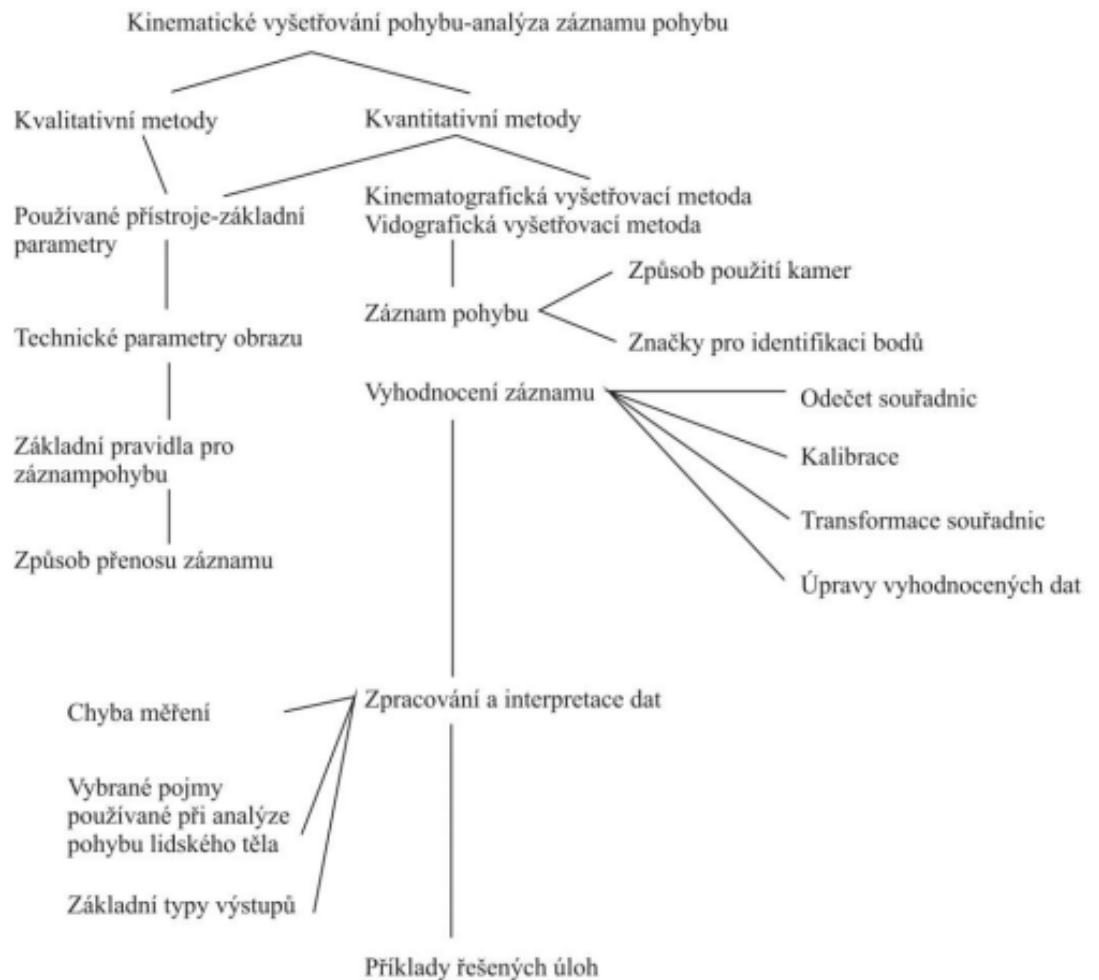 Kinematické vyšetřování pohybu-analýza záznamu pohybu
Kvalitativní metody
Kvantitativní metody
Používané přístroje-základní
parametry
Kinematografická vyšetřovací metoda
Vidografická vyšetřovací metoda
Způsob použití kamer
Záznam pohybu
Technické parametry obrazu
Značky pro identifikaci bodů
Vyhodnocení záznamu
Odečet souřadnic
Základní pravidla pro
záznampohybu
Kalibrace
Transformace souřadnic
Způsob přenosu záznamu
Úpravy vyhodnocených dat
Zpracování a interpretace dat
Chyba měření
Vybrané pojmy
používané při analýze
pohybu lidského těla
Základní typy výstupů
Příklady řešených úloh